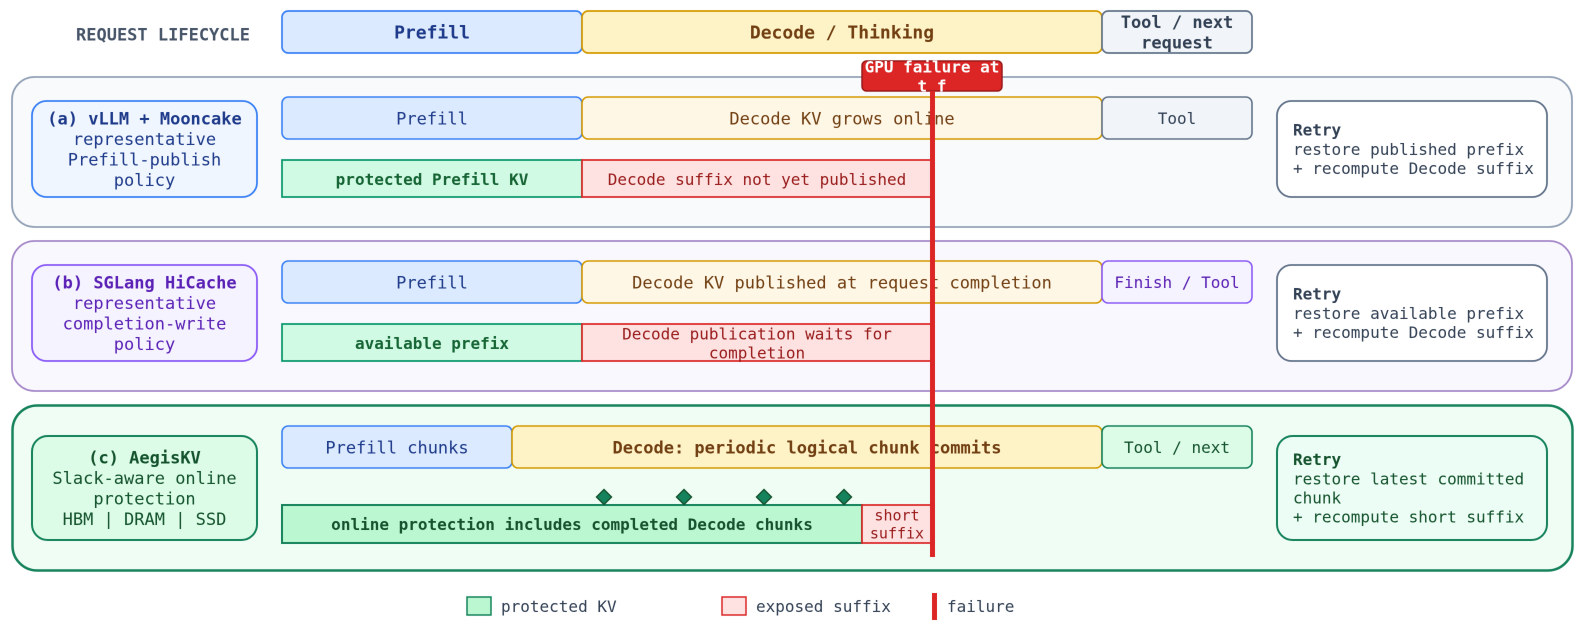 REQUEST LIFECYCLE
Prefill
Decode / Thinking
Tool / next
request
GPU failure at
t_f
(a) vLLM + Mooncake
representative
Prefill-publish
policy
Prefill
Decode KV grows online
Tool
protected Prefill KV
Decode suffix not yet published
Retry
restore published prefix
+ recompute Decode suffix
(b) SGLang HiCache
representative
completion-write
policy
Prefill
Decode KV published at request completion
Finish / Tool
available prefix
Decode publication waits for
completion
Retry
restore available prefix
+ recompute Decode suffix
(c) AegisKV
Slack-aware online
protection
HBM | DRAM | SSD
Prefill chunks
Decode: periodic logical chunk commits
Tool / next
online protection includes completed Decode chunks
short
suffix
Retry
restore latest committed
chunk
+ recompute short suffix
protected KV
exposed suffix
failure